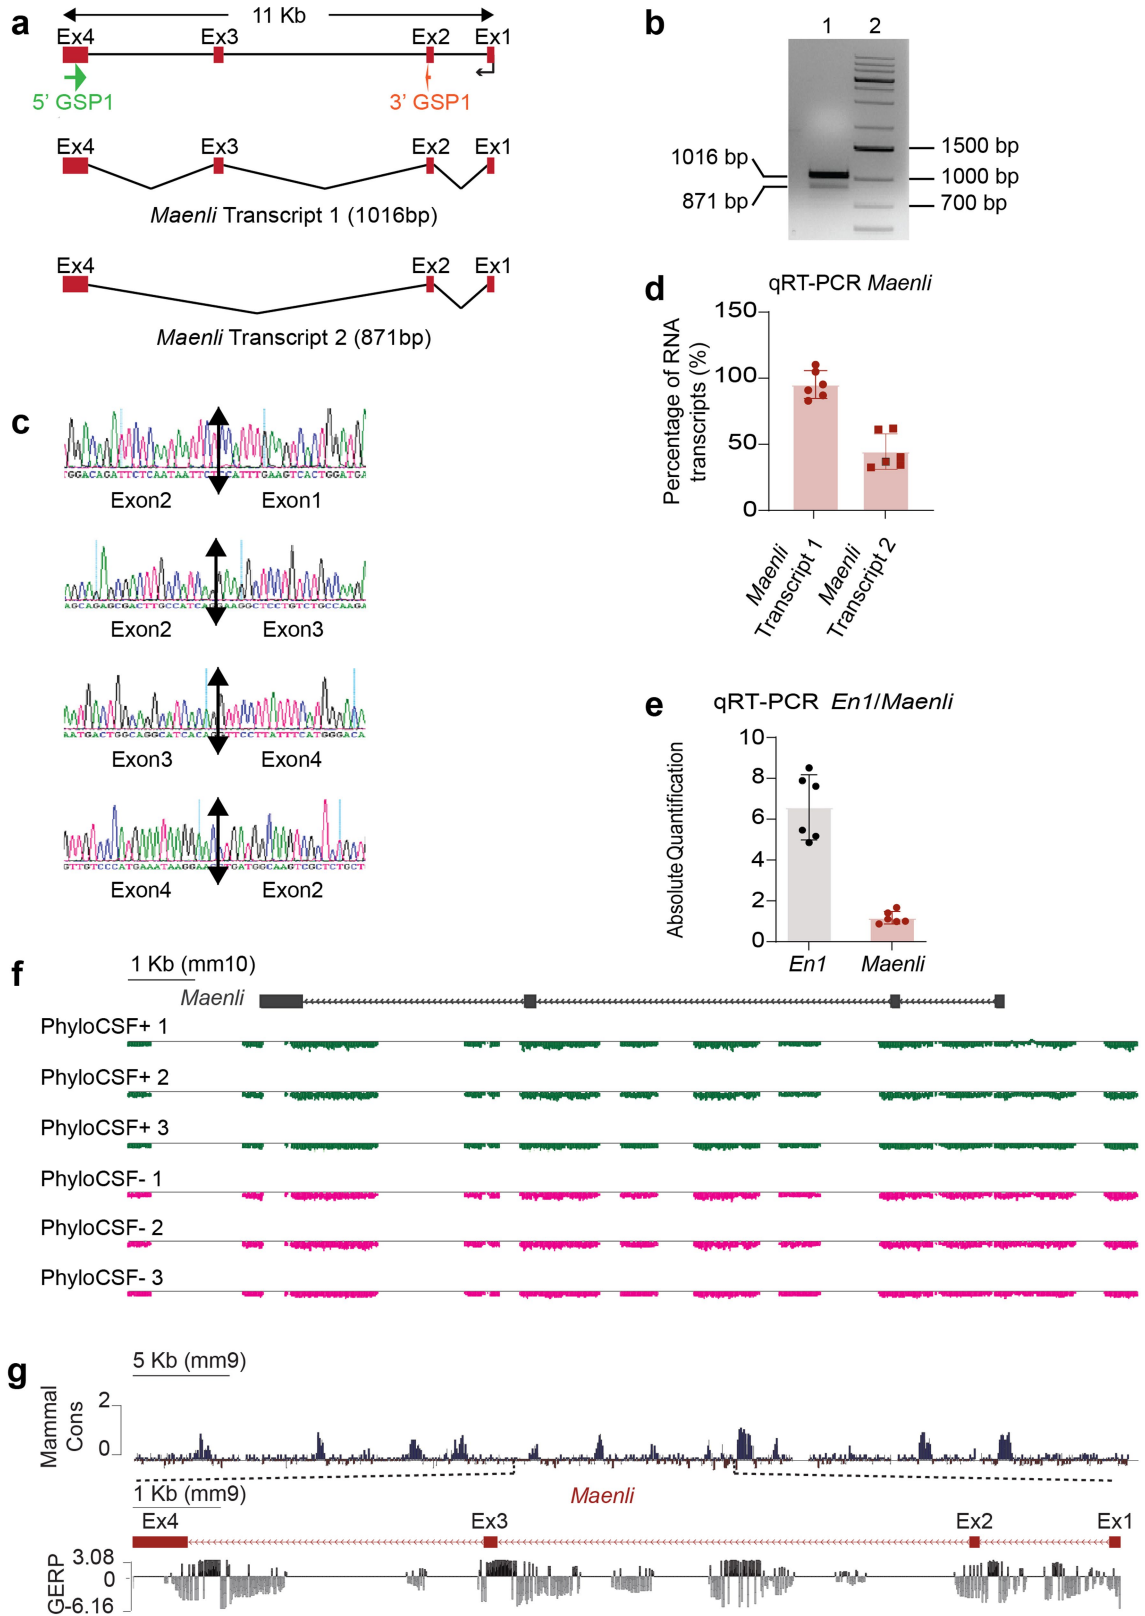 a
11 Kb
Ex4 Ex3 Ex2 Ex1
5’ GSP1 3’ GSP1
Ex4 Ex3 Ex2 Ex1
Maenli Transcript 1 (1016bp)
Ex4 Ex2 Ex1
Maenli Transcript 2 (871bp)
b
1 2
1016 bp
871 bp
1500 bp
1000 bp
700 bp
c
Exon2 Exon1
AGCAGAGCGACTTGCCATCA
Exon2 Exon3
AATGACTGGCAGGCATCACA
Exon3 Exon4
GTTGTCCCATGAAATAAGGAA
Exon4 Exon2
d
qRT-PCR Maenli
Percentage of RNA
transcripts (%)
150
100
50
0
Maenli
Transcript 1
Maenli
Transcript 2
e
qRT-PCR En1/Maenli
Absolute Quantification
10
8
6
4
2
0
En1 Maenli
f
1 Kb (mm10)
Maenli
PhyloCSF+ 1
PhyloCSF+ 2
PhyloCSF+ 3
PhyloCSF- 1
PhyloCSF- 2
PhyloCSF- 3
g
5 Kb (mm9)
Mammal
Cons
2
0
1 Kb (mm9)
Maenli
Ex4 Ex3 Ex2 Ex1
GERP
3.08
0
-6.16